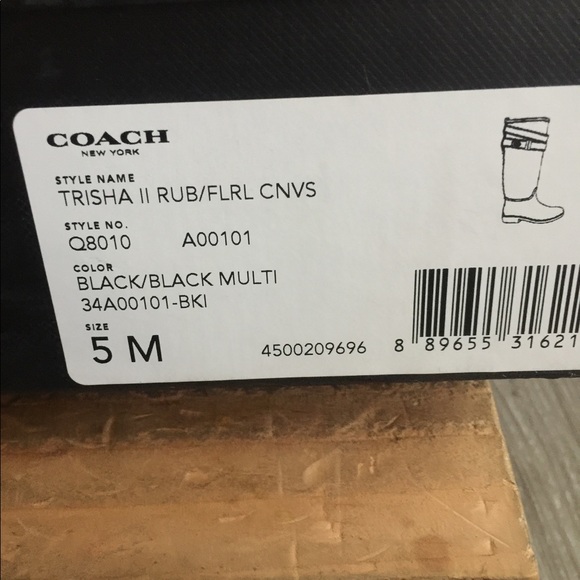 COACH
NEW YORK
STYLE NAME
TRISHA II RUB/FLRL CNVS
STYLE NO.
Q8010 A00101
COLOR
BLACK/BLACK MULTI
34A00101-BKI
SIZE
5 M
4500209696 8 89655 31621